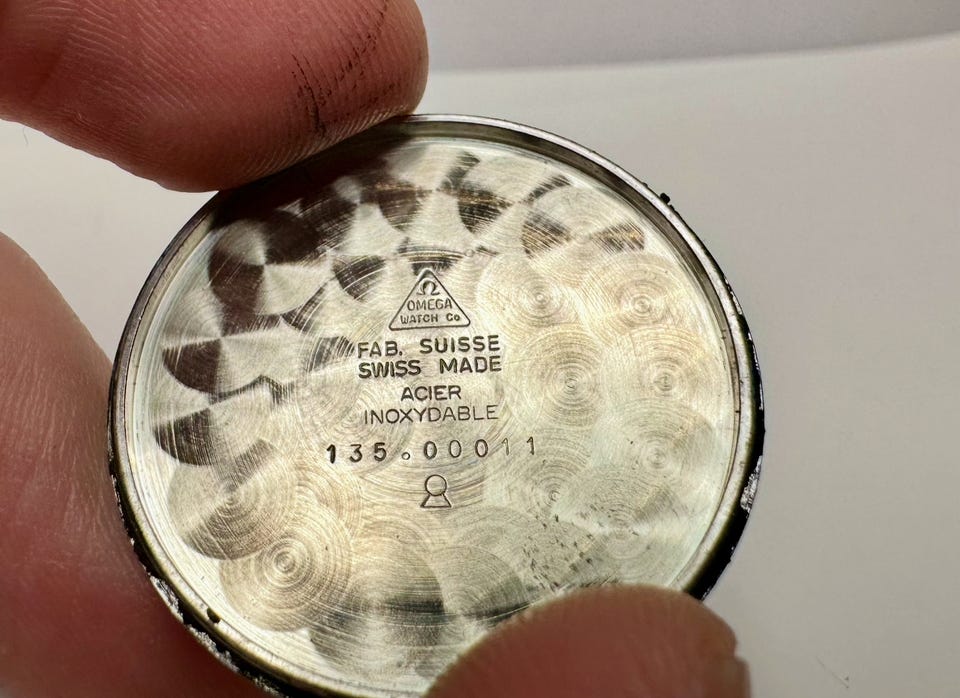 Ω
OMEGA
WATCH Co
FAB. SUISSE
SWISS MADE
ACIER
INOXYDABLE
135.00011